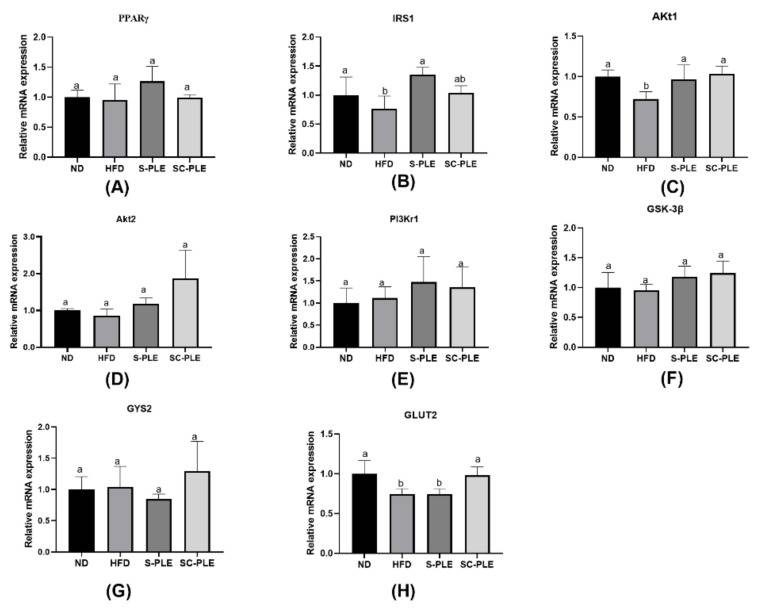 PPARγ
Relative mRNA expression
2.0
1.5
1.0
0.5
0.0
a a a a
ND HFD S-PLE SC-PLE
(A)
IRS1
Relative mRNA expression
2.0
1.5
1.0
0.5
0.0
a b a ab
ND HFD S-PLE SC-PLE
(B)
AKt1
Relative mRNA expression
1.5
1.0
0.5
0.0
a b a a
ND HFD S-PLE SC-PLE
(C)
Akt2
Relative mRNA expression
3.0
2.0
1.0
0.0
a a a a
ND HFD S-PLE SC-PLE
(D)
PI3Kr1
Relative mRNA expression
2.5
2.0
1.5
1.0
0.5
0.0
a a a a
ND HFD S-PLE SC-PLE
(E)
GSK-3β
Relative mRNA expression
2.0
1.5
1.0
0.5
0.0
a a a a
ND HFD S-PLE SC-PLE
(F)
GYS2
Relative mRNA expression
2.0
1.5
1.0
0.5
0.0
a a a a
ND HFD S-PLE SC-PLE
(G)
GLUT2
Relative mRNA expression
1.5
1.0
0.5
0.0
a b b a
ND HFD S-PLE SC-PLE
(H)